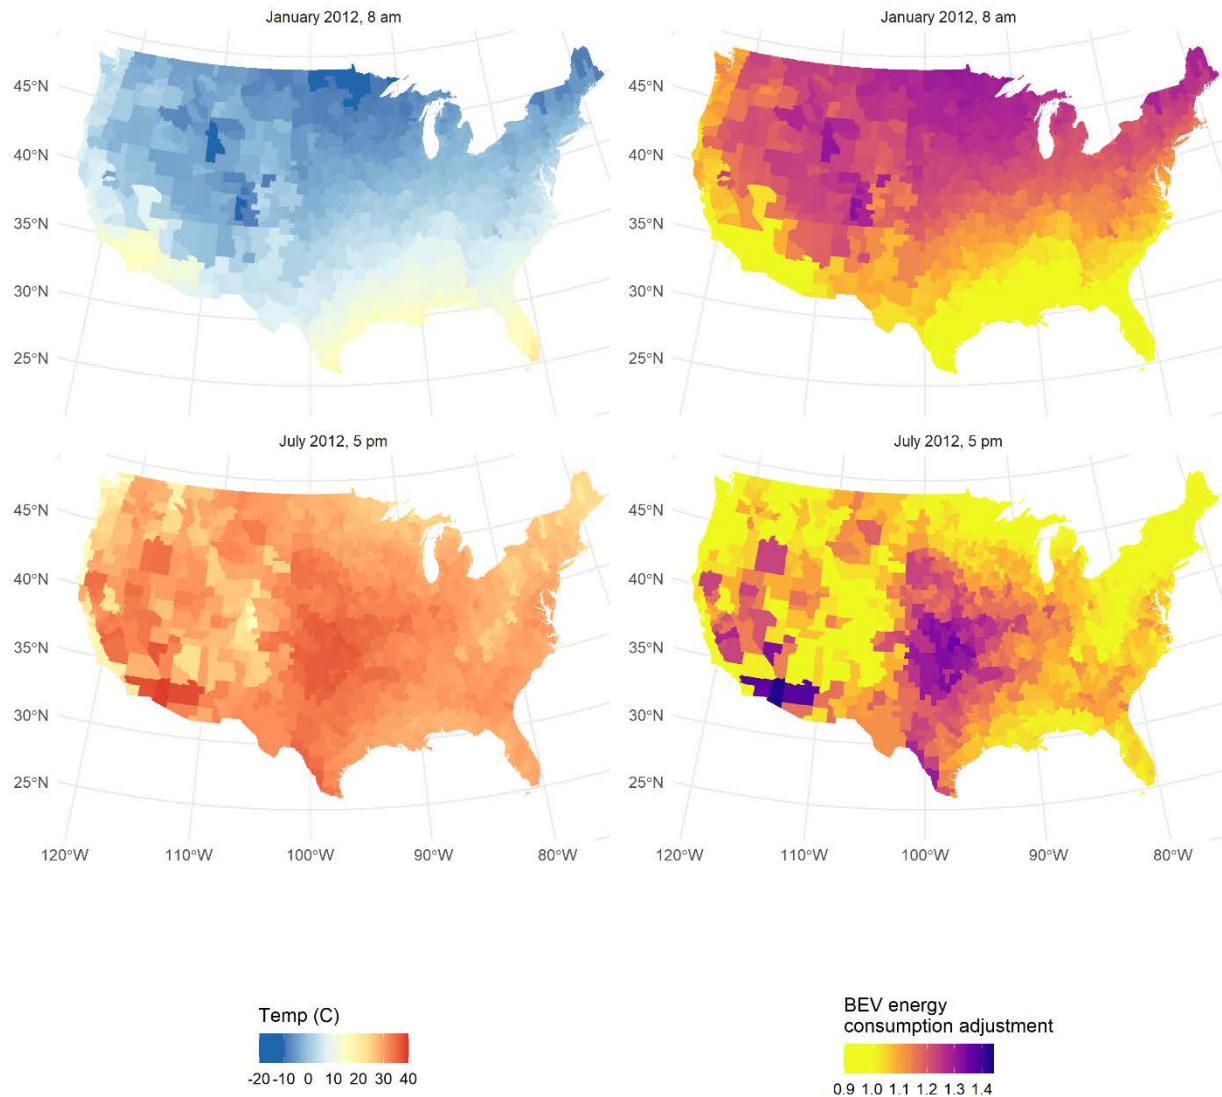 January 2012, 8 am
January 2012, 8 am
45°N
40°N
35°N
30°N
25°N
45°N
40°N
35°N
30°N
25°N
July 2012, 5 pm
July 2012, 5 pm
45°N
40°N
35°N
30°N
25°N
45°N
40°N
35°N
30°N
25°N
120°W 110°W 100°W 90°W 80°W
120°W 110°W 100°W 90°W 80°W
Temp (C)
-20 -10 0 10 20 30 40
BEV energy
consumption adjustment
0.9 1.0 1.1 1.2 1.3 1.4